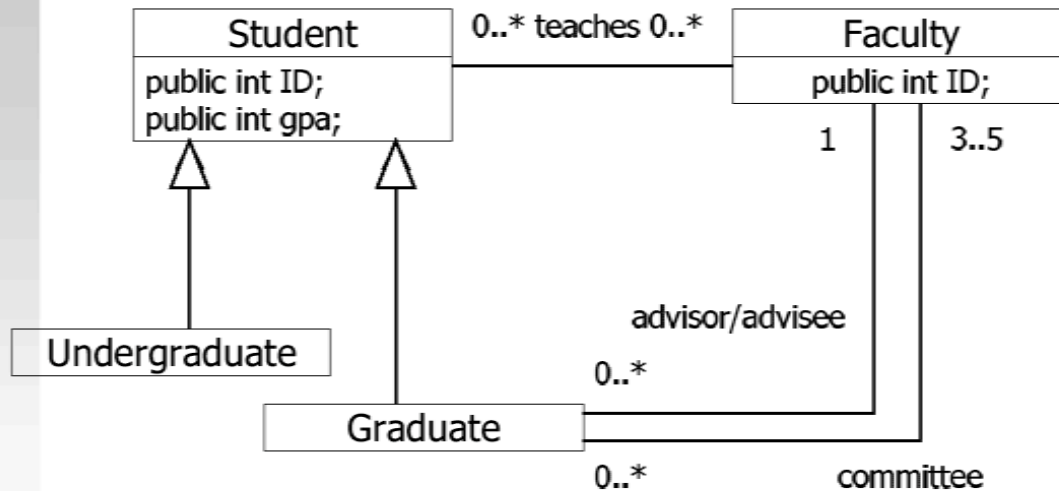 Student
0..* teaches 0..*
Faculty
public int ID;
public int gpa;
public int ID;
1
3..5
advisor/advisee
0..*
Undergraduate
Graduate
0..*
committee